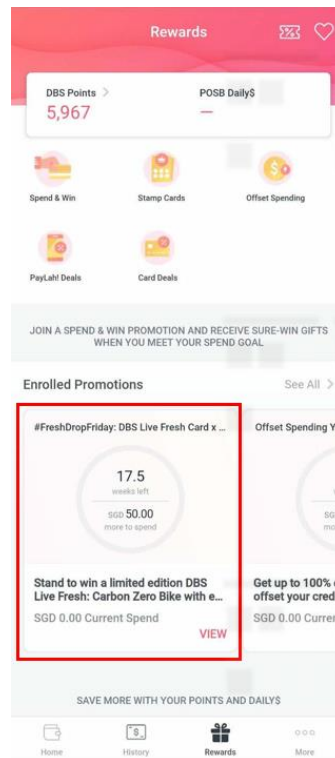 Rewards
DBS Points
POSB Daily$
5,967
Spend & Win
Stamp Cards
Offset Spending
PayLah! Deals
Card Deals
JOIN A SPEND & WIN PROMOTION AND RECEIVE SURE-WIN GIFTS
WHEN YOU MEET YOUR SPEND GOAL
Enrolled Promotions
See All
#FreshDropFriday: DBS Live Fresh Card x ...
Offset Spending Y
17.5
weeks left
SGD 50.00
more to spend
SG
mo
Stand to win a limited edition DBS
Live Fresh: Carbon Zero Bike with e...
Get up to 100%
offset your cred
SGD 0.00 Current Spend
SGD 0.00 Curren
VIEW
SAVE MORE WITH YOUR POINTS AND DAILY$
Home
History
Rewards
More